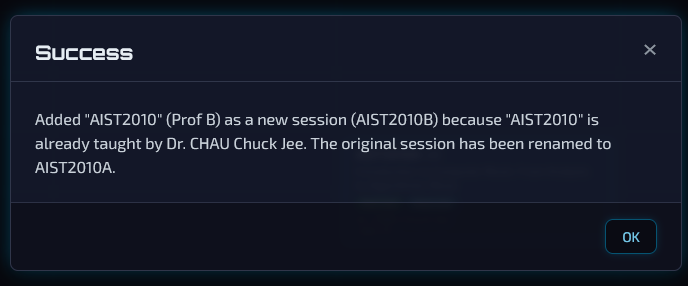 Success
Added "AIST2010" (Prof B) as a new session (AIST2010B) because "AIST2010" is
already taught by Dr. CHAU Chuck Jee. The original session has been renamed to
AIST2010A.
OK